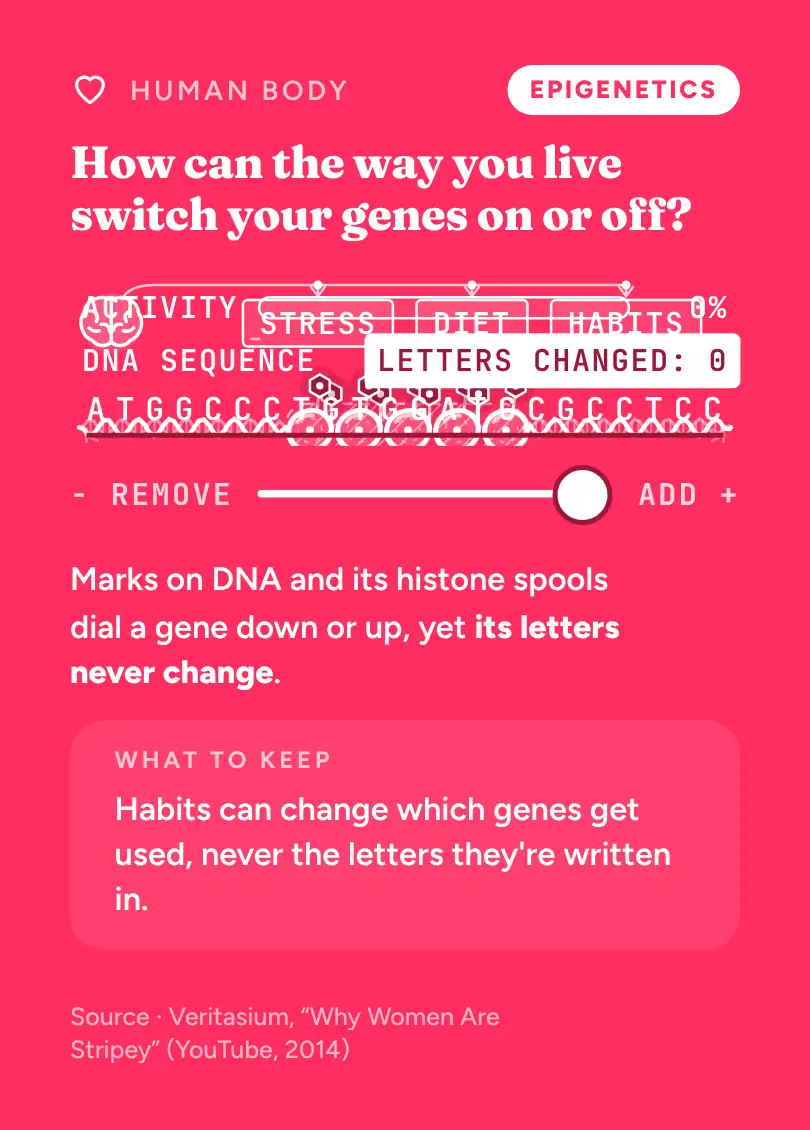 HUMAN BODY
EPIGENETICS
How can the way you live
switch your genes on or off?
ACTIVITY
0%
STRESS
DIET
HABITS
DNA SEQUENCE
LETTERS CHANGED: 0
ATGGCCCTGTGGATGCGCCTCC
- REMOVE
ADD +
Marks on DNA and its histone spools
dial a gene down or up, yet its letters
never change.
WHAT TO KEEP
Habits can change which genes get
used, never the letters they're written
in.
Source · Veritasium, “Why Women Are
Stripey” (YouTube, 2014)